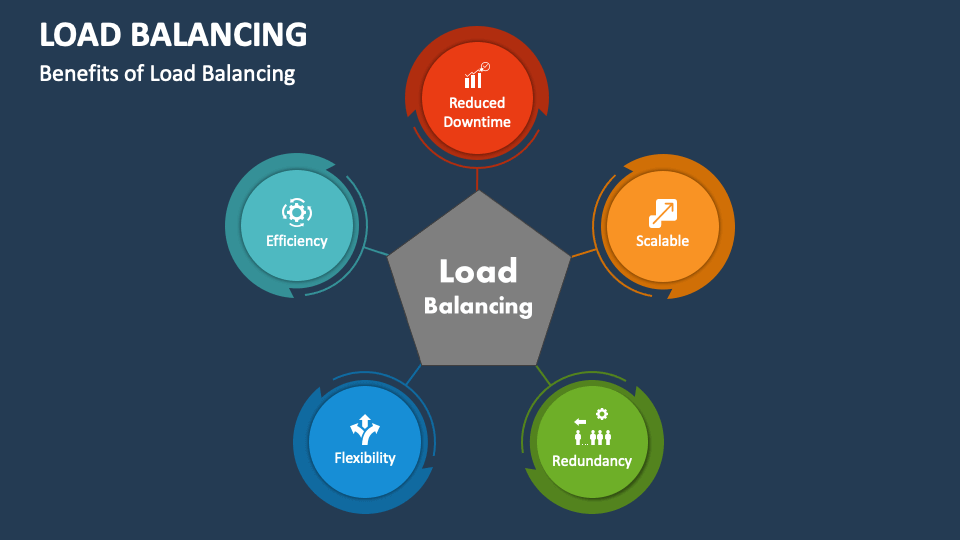 LOAD BALANCING
Benefits of Load Balancing
Reduced
Downtime
Efficiency
Scalable
Load
Balancing
Flexibility
Redundancy